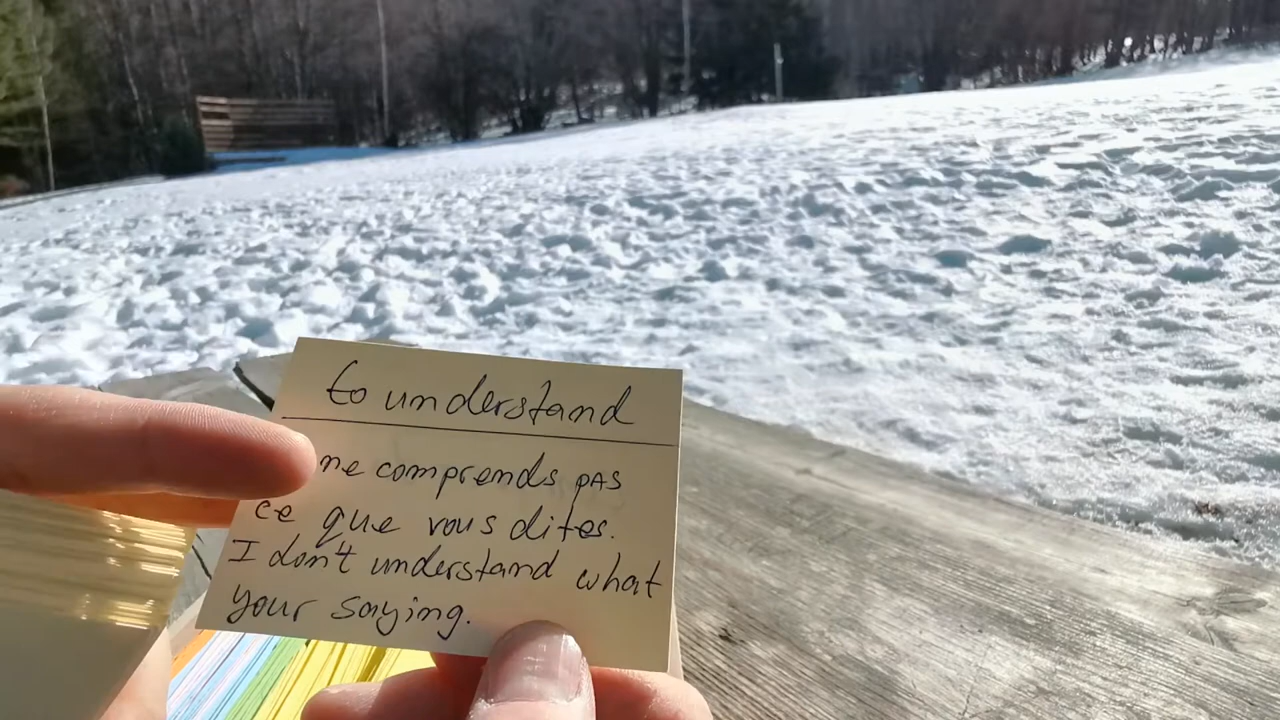 to understand
ne comprends pas
ce que vous dites.
I don't understand what
your saying.